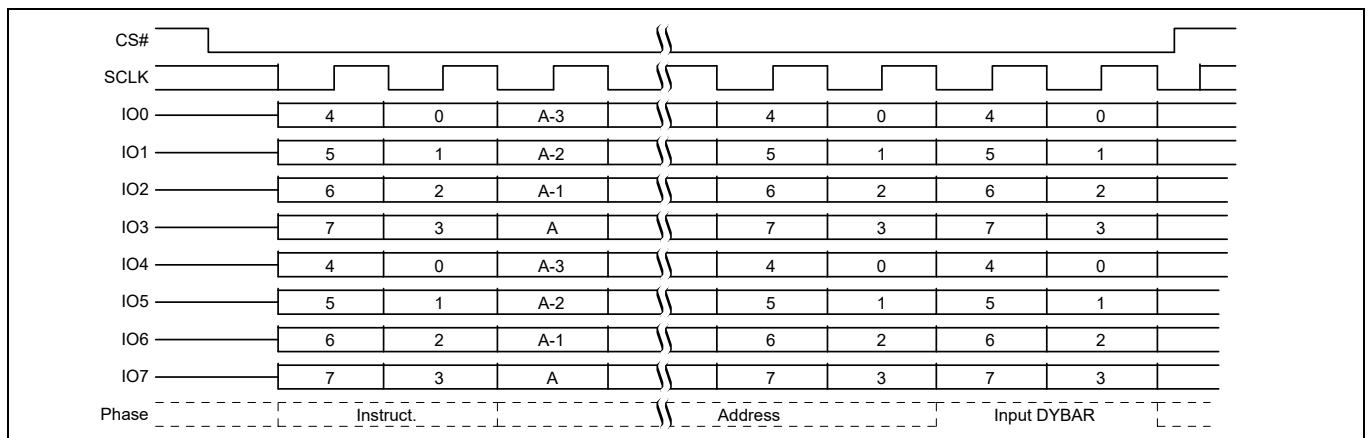 CS#
SCLK
IO0 4 0 A-3 4 0 4 0
IO1 5 1 A-2 5 1 5 1
IO2 6 2 A-1 6 2 6 2
IO3 7 3 A 7 3 7 3
IO4 4 0 A-3 4 0 4 0
IO5 5 1 A-2 5 1 5 1
IO6 6 2 A-1 6 2 6 2
IO7 7 3 A 7 3 7 3
Phase Instruct. Address Input DYBAR